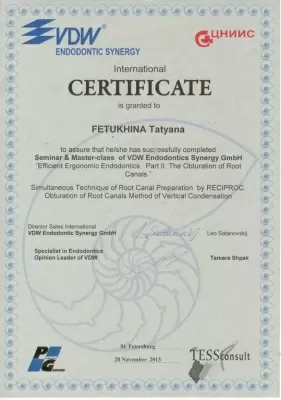 VDW
ENDODONTIC SYNERGY
ЦНИИС
International
CERTIFICATE
is granted to
FETUKHINA Tatyana
to assure that he/she has successfully completed
Seminar & Master-class of VDW Endodontics Synergy GmbH
"Efficient Ergonomic Endodontics Part II: The Obturation of Root
Canals."
Simultaneous Technique of Root Canal Preparation by RECIPROC.
Obturation of Root Canals Method of Vertical Condensation
Director Sales International
VDW Endodontic Synergy GmbH
Leo Satanovskij
Specialist in Endodontics
Opinion Leader of VDW
Tamara Shpak
St. Petersburg
28 November 2013
TESSconsult